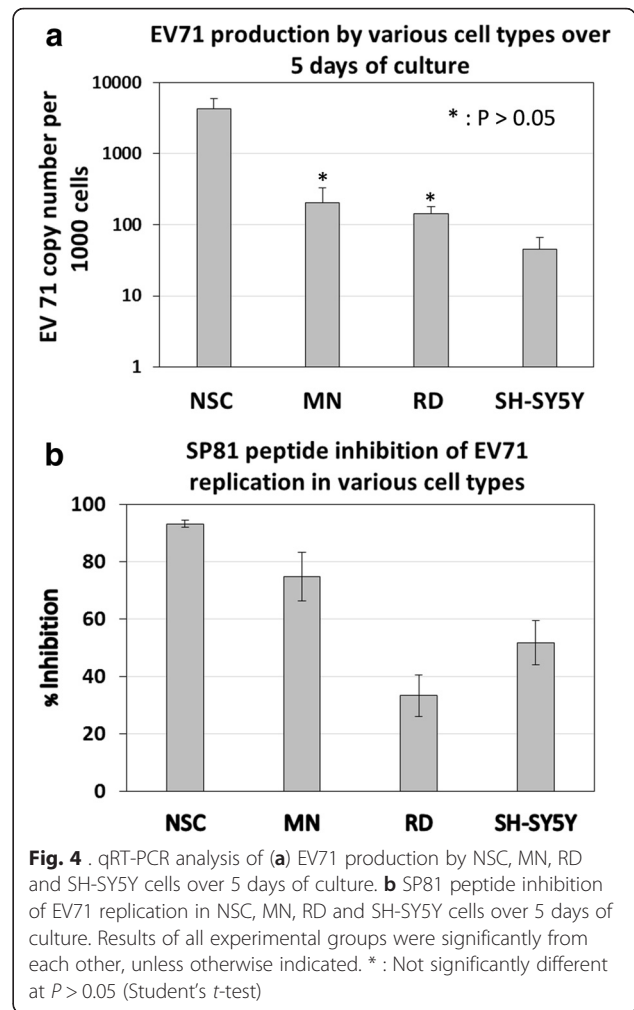 a
EV71 production by various cell types over
5 days of culture
EV 71 copy number per
1000 cells
10000
1000
100
10
1
* : P > 0.05
*
*
NSC MN RD SH-SY5Y
b
SP81 peptide inhibition of EV71
replication in various cell types
% Inhibition
100
80
60
40
20
0
NSC MN RD SH-SY5Y
Fig. 4 . qRT-PCR analysis of (a) EV71 production by NSC, MN, RD
and SH-SY5Y cells over 5 days of culture. b SP81 peptide inhibition
of EV71 replication in NSC, MN, RD and SH-SY5Y cells over 5 days of
culture. Results of all experimental groups were significantly from
each other, unless otherwise indicated. * : Not significantly different
at P > 0.05 (Student’s t-test)